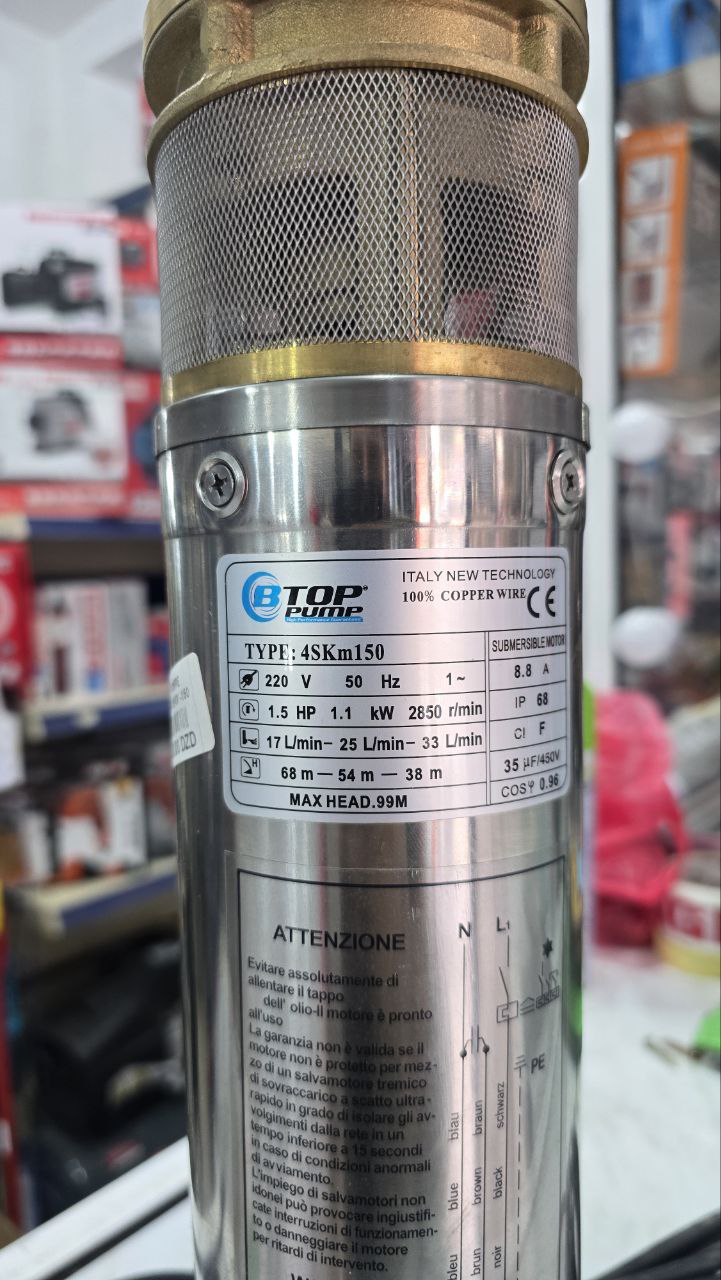 BTOP®
PUMP
High Performance Guarantees
ITALY NEW TECHNOLOGY
100% COPPER WIRE CE
TYPE: 4SKm150
SUBMERSIBLE MOTOR
220 V 50 Hz 1~
8.8 A
1.5 HP 1.1 kW 2850 r/min
IP 68
17 L/min- 25 L/min- 33 L/min
Cl F
H
68 m — 54 m — 38 m
35 µF/450V
MAX HEAD.99M
COSφ 0.96
DZD
ATTENZIONE
Evitare assolutamente di
allentare il tappo
dell' olio-Il motore è pronto
all'uso
La garanzia non è valida se il
motore non è protetto per mez-
zo di un salvamotore tremico
di sovraccarico a scatto ultra-
rapido in grado di isolare gli av-
volgimenti dalla rete in un
tempo inferiore a 15 secondi
in caso di condizioni anormali
di avviamento.
L'impiego di salvamotori non
idonei può provocare ingiustifi-
cate interruzioni di funzionamen-
to o danneggire il motore
per ritardi di intervento.
N L1
PE
blau braun schwarz
blue brown black
bleu brun noir